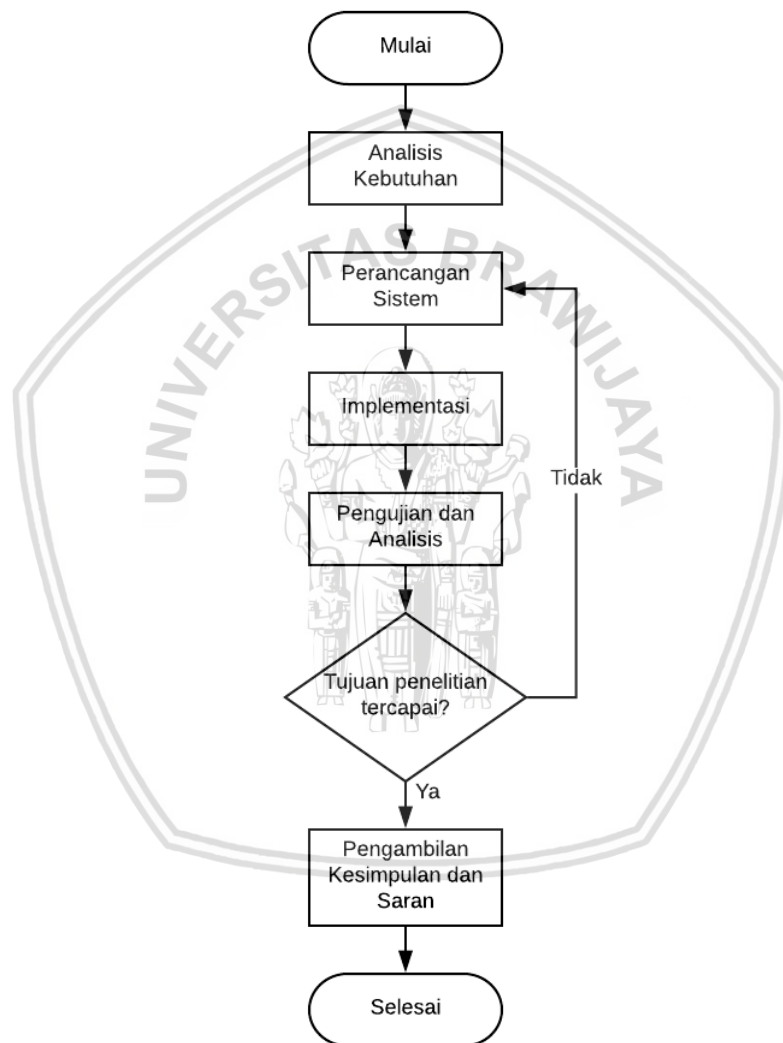 Mulai
Analisis
Kebutuhan
UNIVERSITAS BRAWIJAYA
Perancangan
Sistem
Implementasi
Tidak
Pengujian dan
Analisis
Tujuan penelitian
tercapai?
Ya
Pengambilan
Kesimpulan dan
Saran
Selesai